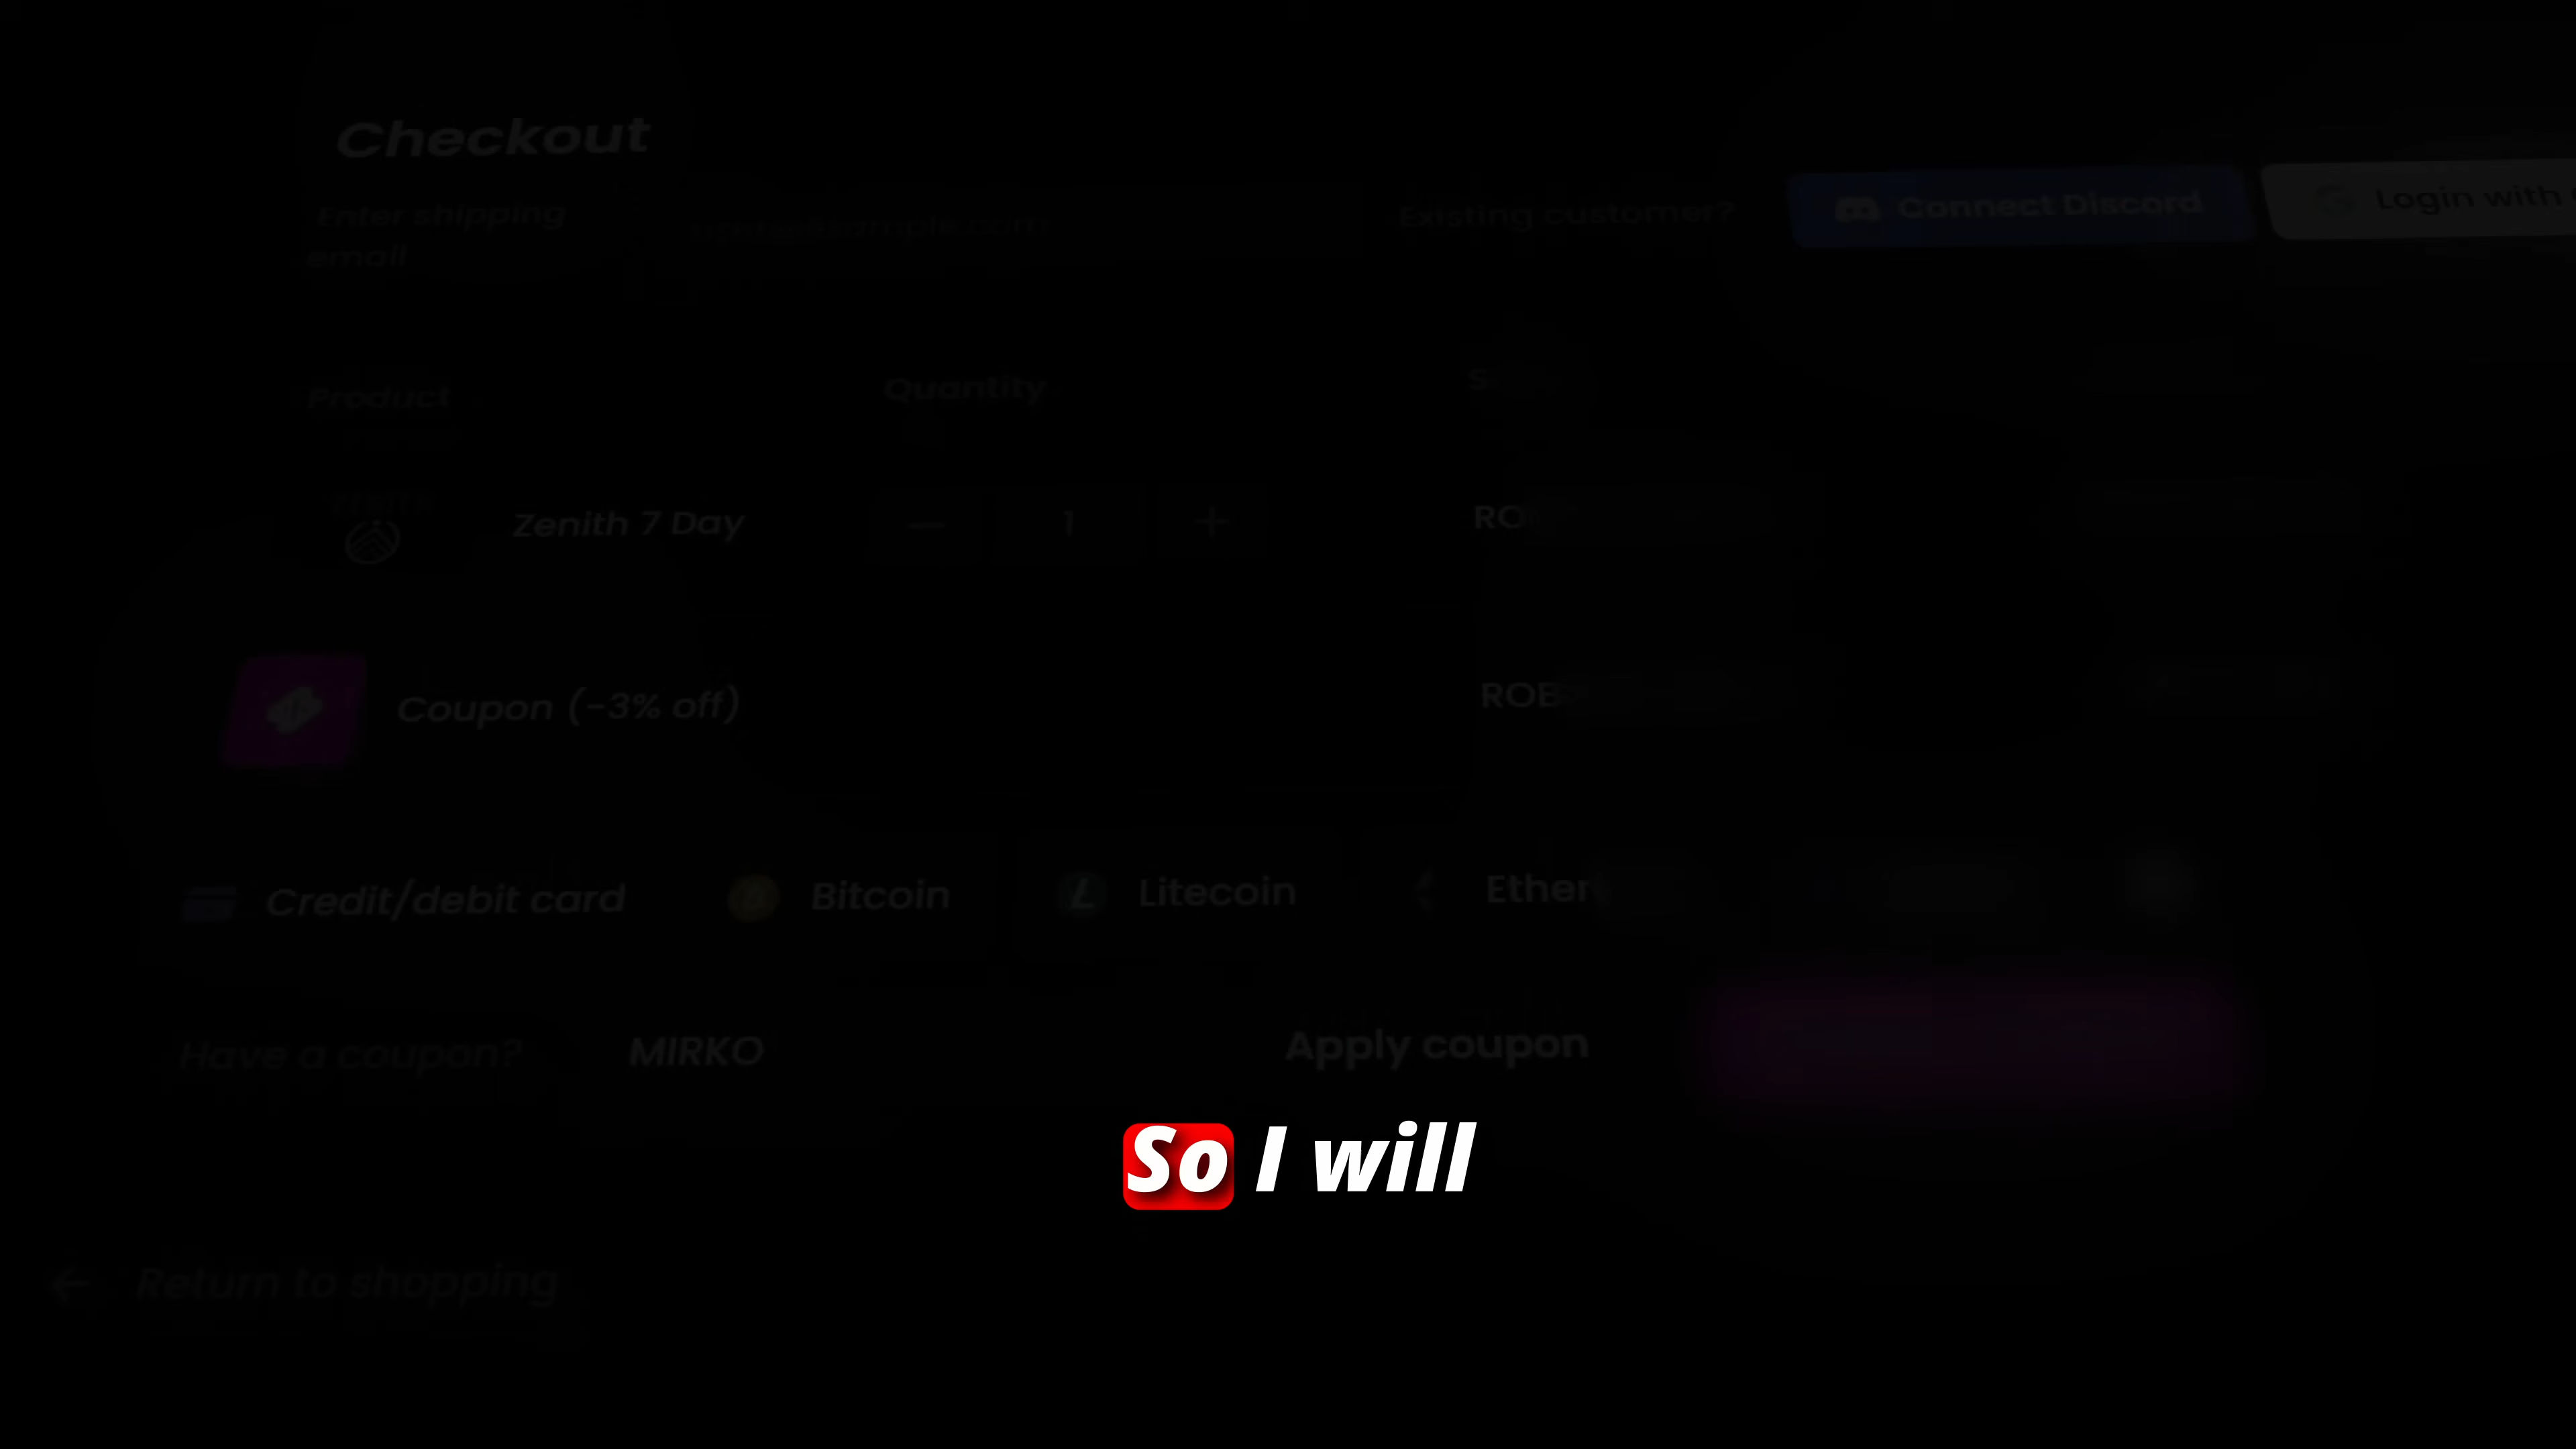 Checkout
Enter shipping
email
Existing customer?
Connect Discord
Login with
Product
Quantity
Zenith 7 Day
1
Coupon (-3% off)
Credit/debit card
Bitcoin
Litecoin
Have a coupon?
MIRKO
Apply coupon
So I will
Return to shopping